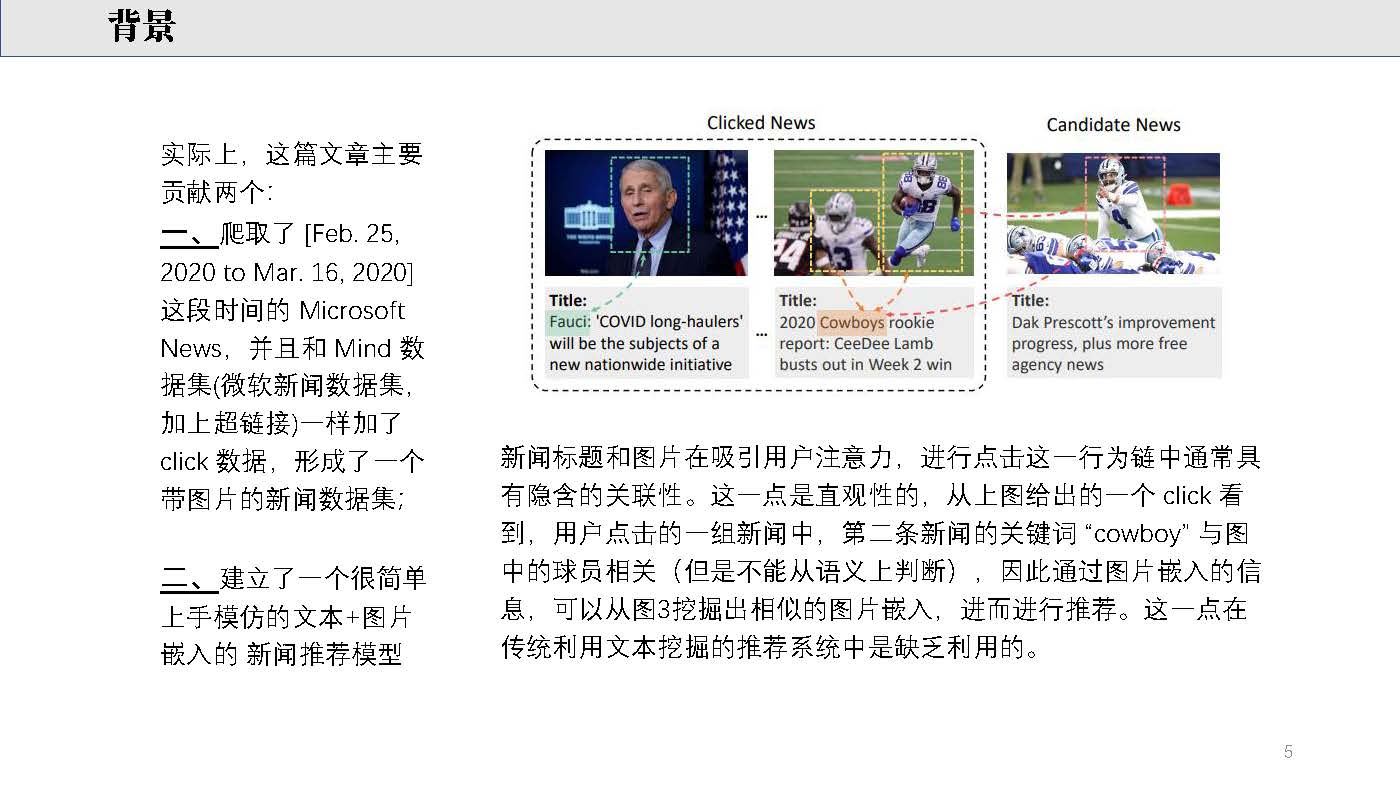 背景
实际上，这篇文章主要
贡献两个：
一、爬取了 [Feb. 25,
2020 to Mar. 16, 2020]
这段时间的 Microsoft
News，并且和 Mind 数
据集(微软新闻数据集，
加上超链接)一样加了
click 数据，形成了一个
带图片的新闻数据集；
二、建立了一个很简单
上手模仿的文本+图片
嵌入的 新闻推荐模型
Clicked News
Candidate News
THE WHITE HOUSE
...
88
88
24
3
4
Title:
Fauci: 'COVID long-haulers'
will be the subjects of a
new nationwide initiative
...
Title:
2020 Cowboys rookie
report: CeeDee Lamb
busts out in Week 2 win
Title:
Dak Prescott's improvement
progress, plus more free
agency news
新闻标题和图片在吸引用户注意力，进行点击这一行为链中通常具
有隐含的关联性。这一点是直观性的，从上图给出的一个 click 看
到，用户点击的一组新闻中，第二条新闻的关键词 “cowboy” 与图
中的球员相关（但是不能从语义上判断），因此通过图片嵌入的信
息，可以从图3挖掘出相似的图片嵌入，进而进行推荐。这一点在
传统利用文本挖掘的推荐系统中是缺乏利用的。
5